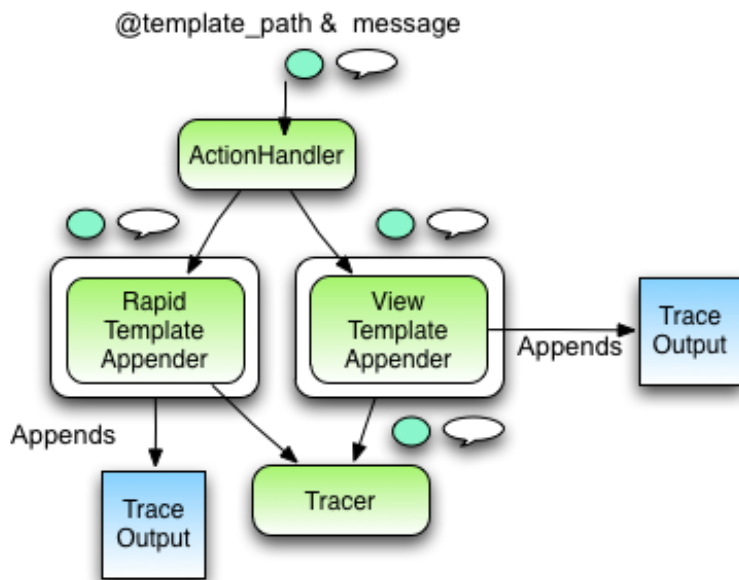 @template_path & message
ActionHandler
Rapid
Template
Appender
View
Template
Appender
Appends
Trace
Output
Appends
Trace
Output
Tracer